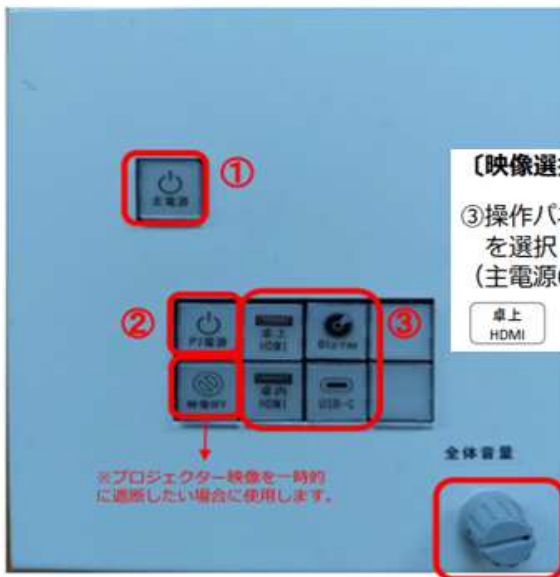 ①
主電源
〔映像選
③操作パネ
を選択
(主電源
卓上
HDMI
②
③
PJ電源
卓上
HDMI
Blu-ray
映像OFF
卓内
HDMI
USB-C
※プロジェクター映像を一時的
に遮断したい場合に使用します。
全体音量